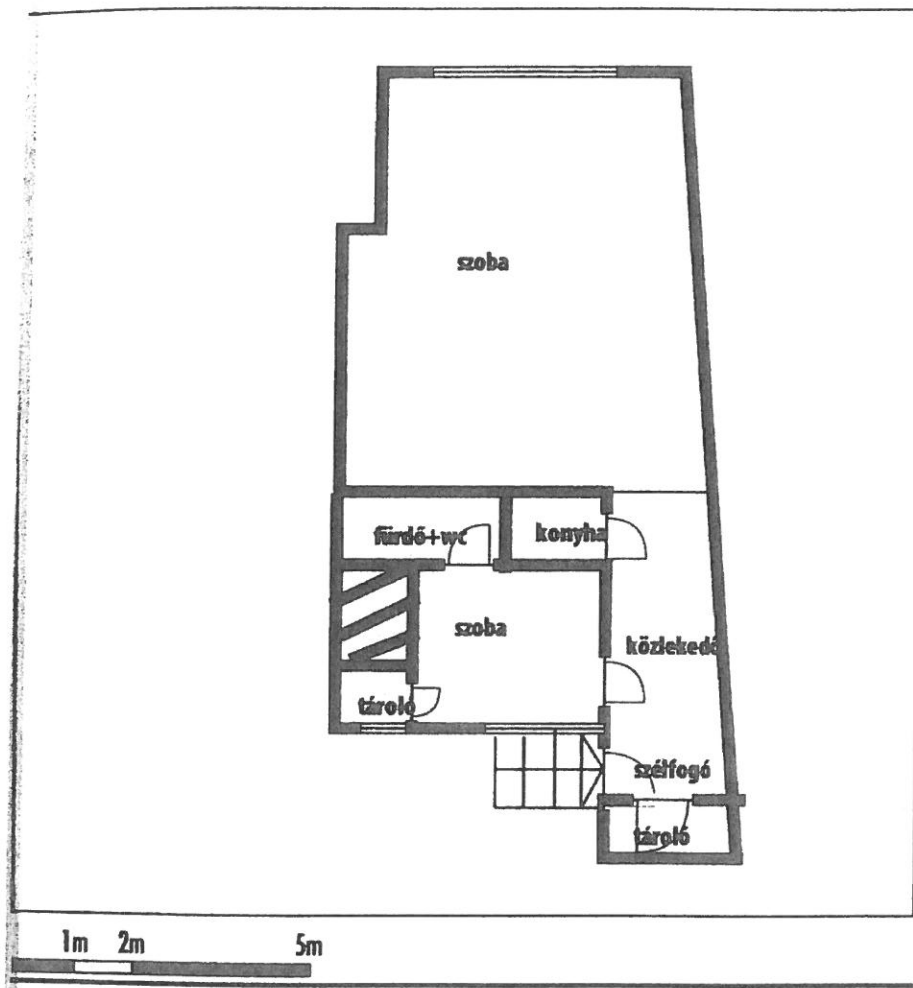 szoba
fürdő+wc
konyha
szoba
közlekedő
tároló
szélfogó
tároló
1m 2m 5m